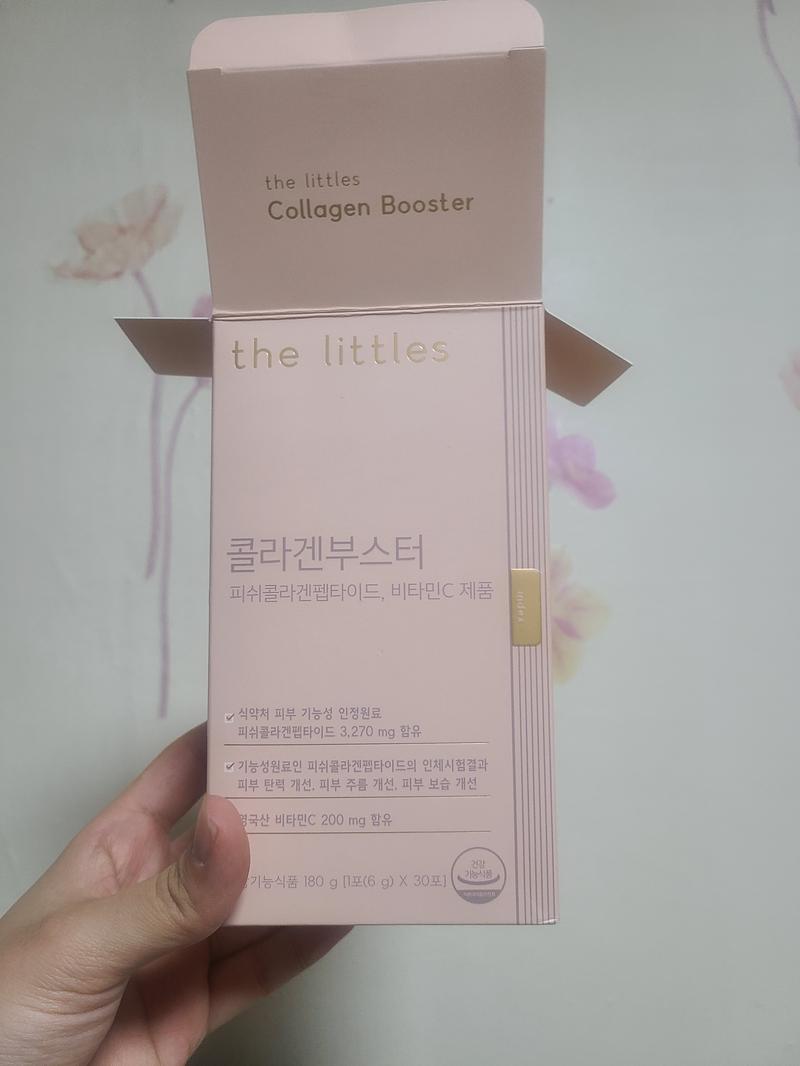 the littles
Collagen Booster
the littles
콜라겐부스터
피쉬콜라겐펩타이드, 비타민C 제품
index
식약처 피부 기능성 인정원료
피쉬콜라겐펩타이드 3,270 mg 함유
기능성원료인 피쉬콜라겐펩타이드의 인체시험결과
피부 탄력 개선, 피부 주름 개선, 피부 보습 개선
영국산 비타민C 200 mg 함유
기능식품 180 g [1포(6 g) X 30포]
건강
기능식품